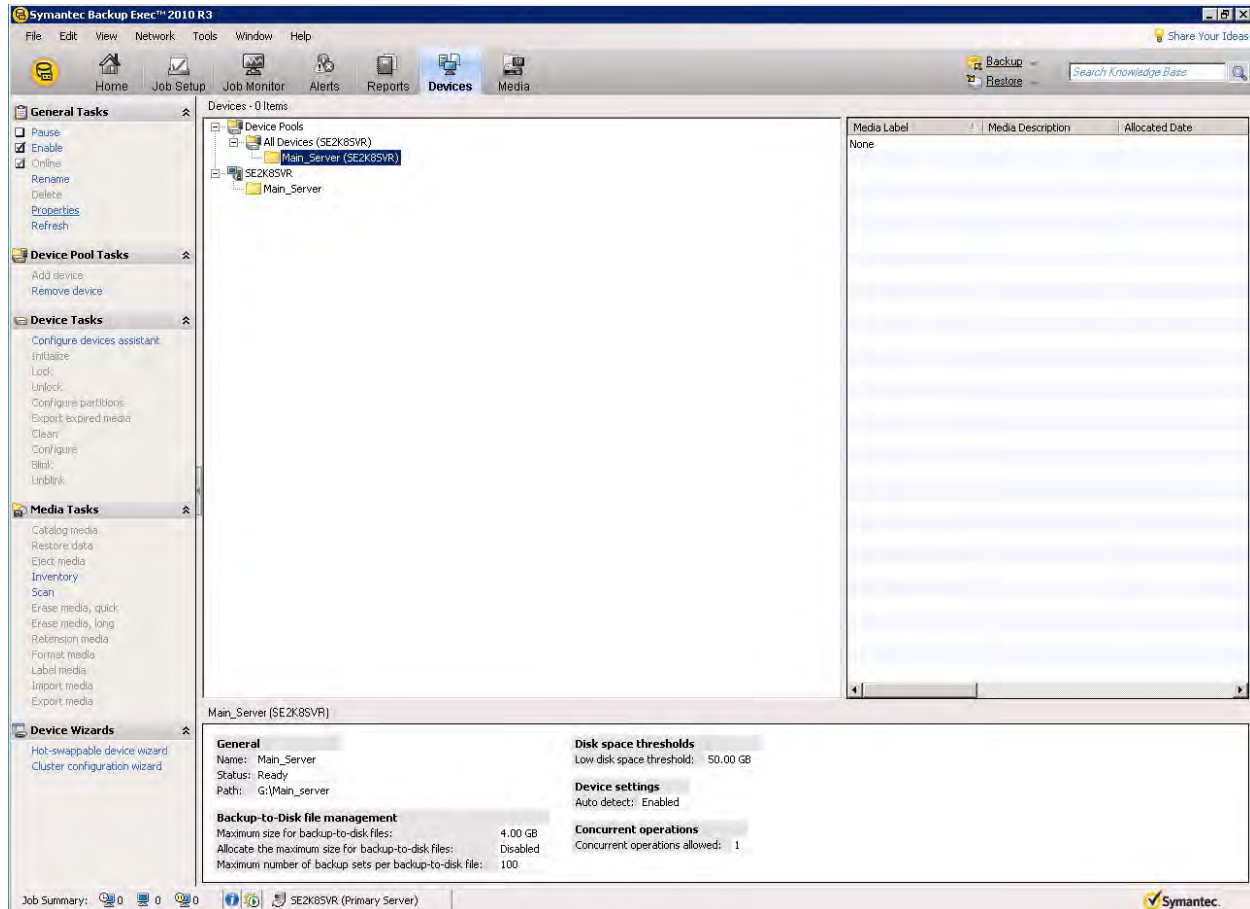 Symantec Backup Exec™ 2010 R3
File Edit View Network Tools Window Help
Share Your Ideas
Home Job Setup Job Monitor Alerts Reports Devices Media
Backup
Restore
Search Knowledge Base
General Tasks
Pause
Enable
Online
Rename
Delete
Properties
Refresh
Device Pool Tasks
Add device
Remove device
Device Tasks
Configure devices assistant
Initialize
Lock
Unlock
Configure partitions
Export expired media
Clean
Configure
Blink
Unblink
Media Tasks
Catalog media
Restore data
Eject media
Inventory
Scan
Erase media, quick
Erase media, long
Retension media
Format media
Label media
Import media
Export media
Device Wizards
Hot-swappable device wizard
Cluster configuration wizard
Devices - 0 Items
Device Pools
All Devices (SE2K8SVR)
Main_Server (SE2K8SVR)
SE2K8SVR
Main_Server
Media Label / Media Description Allocated Date
None
Main_Server (SE2K8SVR)
General
Name: Main_Server
Status: Ready
Path: G:\Main_server
Backup-to-Disk file management
Maximum size for backup-to-disk files: 4.00 GB
Allocate the maximum size for backup-to-disk files: Disabled
Maximum number of backup sets per backup-to-disk file: 100
Disk space thresholds
Low disk space threshold: 50.00 GB
Device settings
Auto detect: Enabled
Concurrent operations
Concurrent operations allowed: 1
Job Summary: 0 0 0 SE2K8SVR (Primary Server)
Symantec.